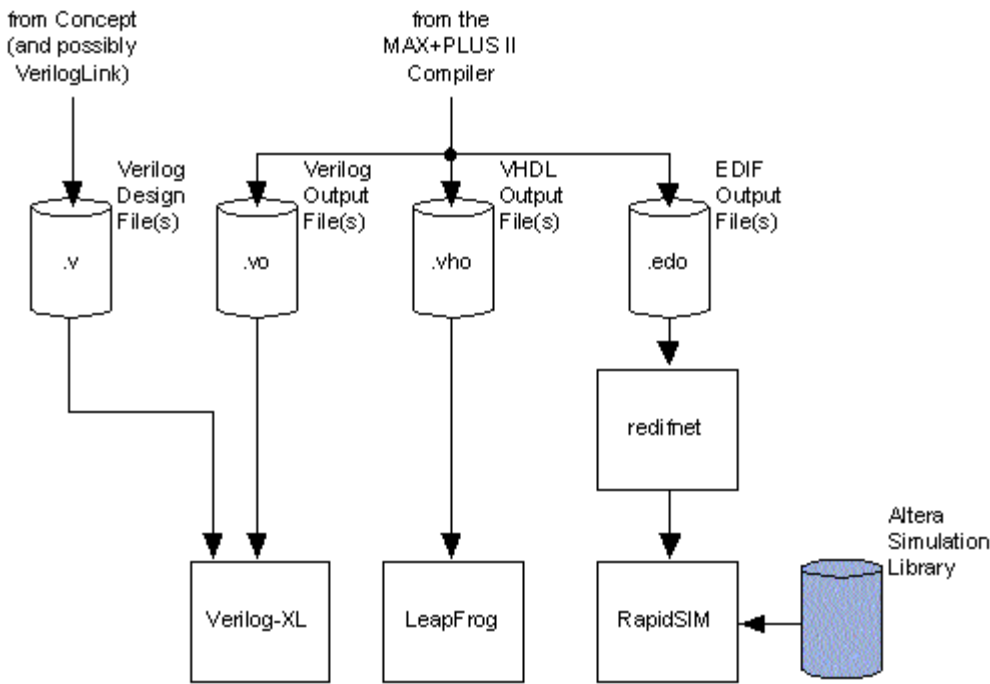 from Concept
(and possibly
VerilogLink)
from the
MAX+PLUS II
Compiler
Verilog
Design
File(s)
Verilog
Output
File(s)
VHDL
Output
File(s)
EDIF
Output
File(s)
.v
.vo
.vho
.edo
redifnet
Altera
Simulation
Library
Verilog-XL
LeapFrog
RapidSIM